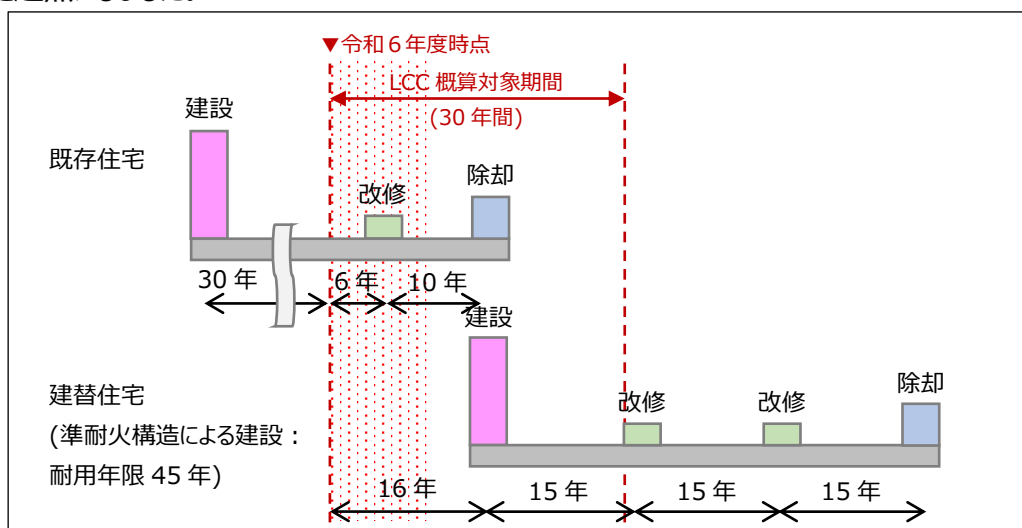 ▼令和６年度時点
LCC 概算対象期間
(30 年間)
建設
既存住宅
改修
除却
30 年
6 年
10 年
建設
建替住宅
(準耐火構造による建設：
耐用年限 45 年)
改修
改修
除却
16 年
15 年
15 年
15 年